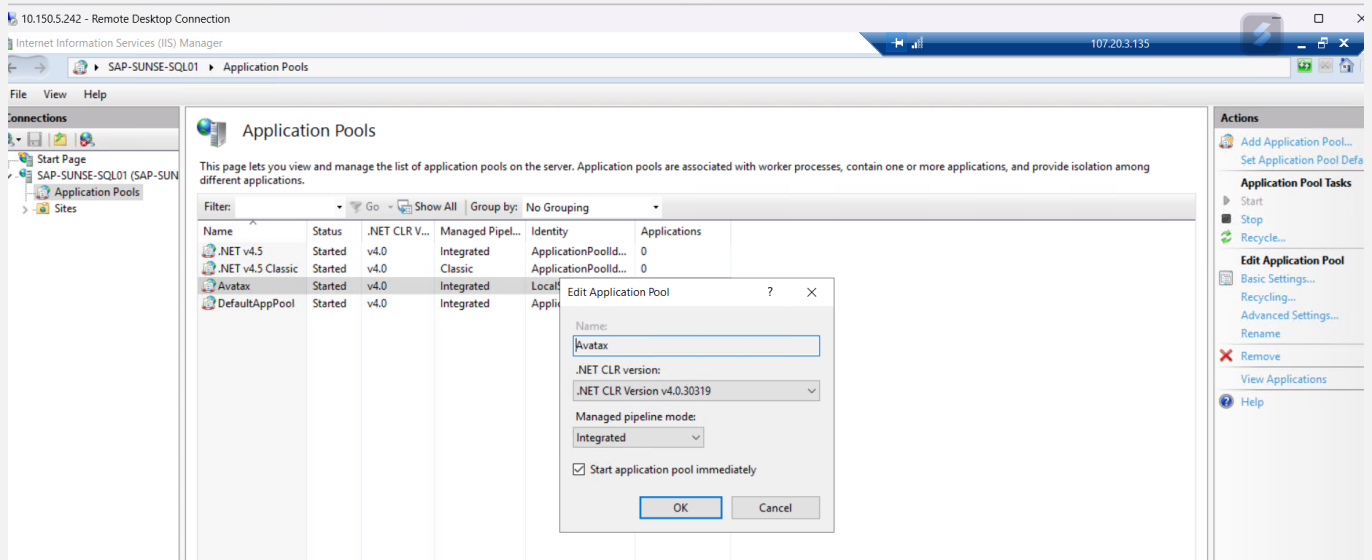 10.150.5.242 - Remote Desktop Connection
Internet Information Services (IIS) Manager
107.20.3.135
SAP-SUNSE-SQL01 Application Pools
File View Help
Connections
Start Page
SAP-SUNSE-SQL01 (SAP-SUN
Application Pools
Sites
Application Pools
This page lets you view and manage the list of application pools on the server. Application pools are associated with worker processes, contain one or more applications, and provide isolation among
different applications.
Filter: Go Show All Group by: No Grouping
Name Status .NET CLR V... Managed Pipel... Identity Applications
.NET v4.5 Started v4.0 Integrated ApplicationPoolId... 0
.NET v4.5 Classic Started v4.0 Classic ApplicationPoolId... 0
Avatax Started v4.0 Integrated LocalS
DefaultAppPool Started v4.0 Integrated Applic
Edit Application Pool ?
Name:
Avatax
.NET CLR version:
.NET CLR Version v4.0.30319
Managed pipeline mode:
Integrated
Start application pool immediately
OK Cancel
Actions
Add Application Pool...
Set Application Pool Defa
Application Pool Tasks
Start
Stop
Recycle...
Edit Application Pool
Basic Settings...
Recycling...
Advanced Settings...
Rename
Remove
View Applications
Help